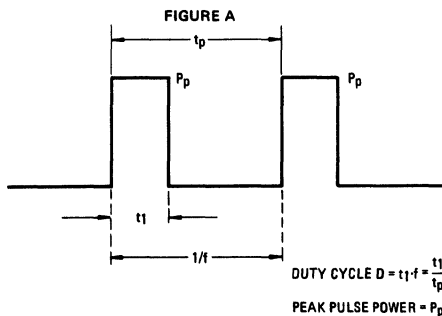 FIGURE A
tp
Pp
Pp
t1
1/f
DUTY CYCLE D = t1·f = t1/tp
PEAK PULSE POWER = Pp